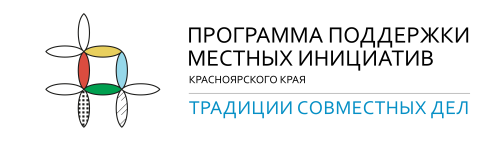 ПРОГРАММА ПОДДЕРЖКИ
МЕСТНЫХ ИНИЦИАТИВ
КРАСНОЯРСКОГО КРАЯ
ТРАДИЦИИ СОВМЕСТНЫХ ДЕЛ